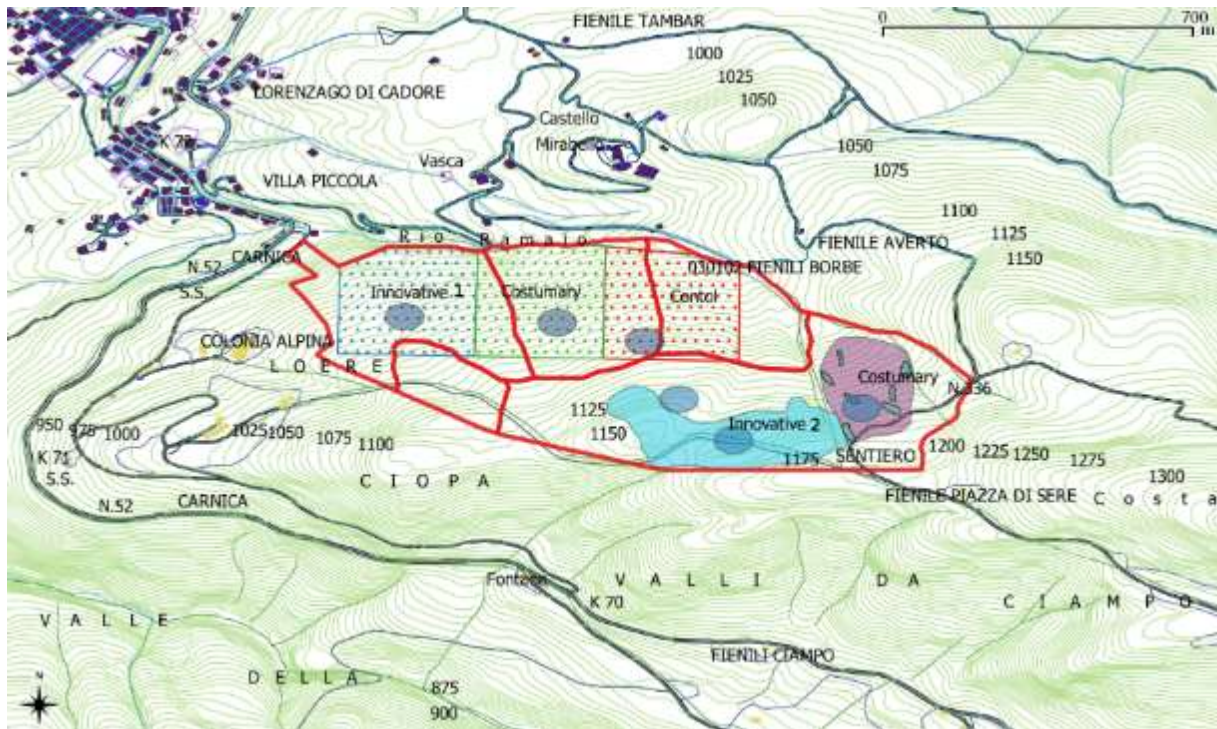 FIENILE TAMBAR
0 700
m
1000
1025
1050
LORENZAGO DI CADORE
Castello
Mirabello
K 72
Vasca
VILLA PICCOLA
1050
1075
1100
1125
1150
FIENILE AVERTO
Rio Ramaio
CARNICA
N.52
S.S.
030102 FIENILI BORBE
Innovative 1
Costumary
Contol
COLONIA ALPINA
LOERE
Costumary
N.336
1125
1150
Innovative 2
1175
SENTIERO
950 975 1000
1025 1050 1075 1100
1200 1225 1250 1275 1300
K 71
S.S.
CIOPA
N.52
CARNICA
FIENILE PIAZZA DI SERE
Costa
Fontana
VALLI DA
CIAMPO
K 70
VALLE
DELLA
FIENILI CIAMPO
875
900
N